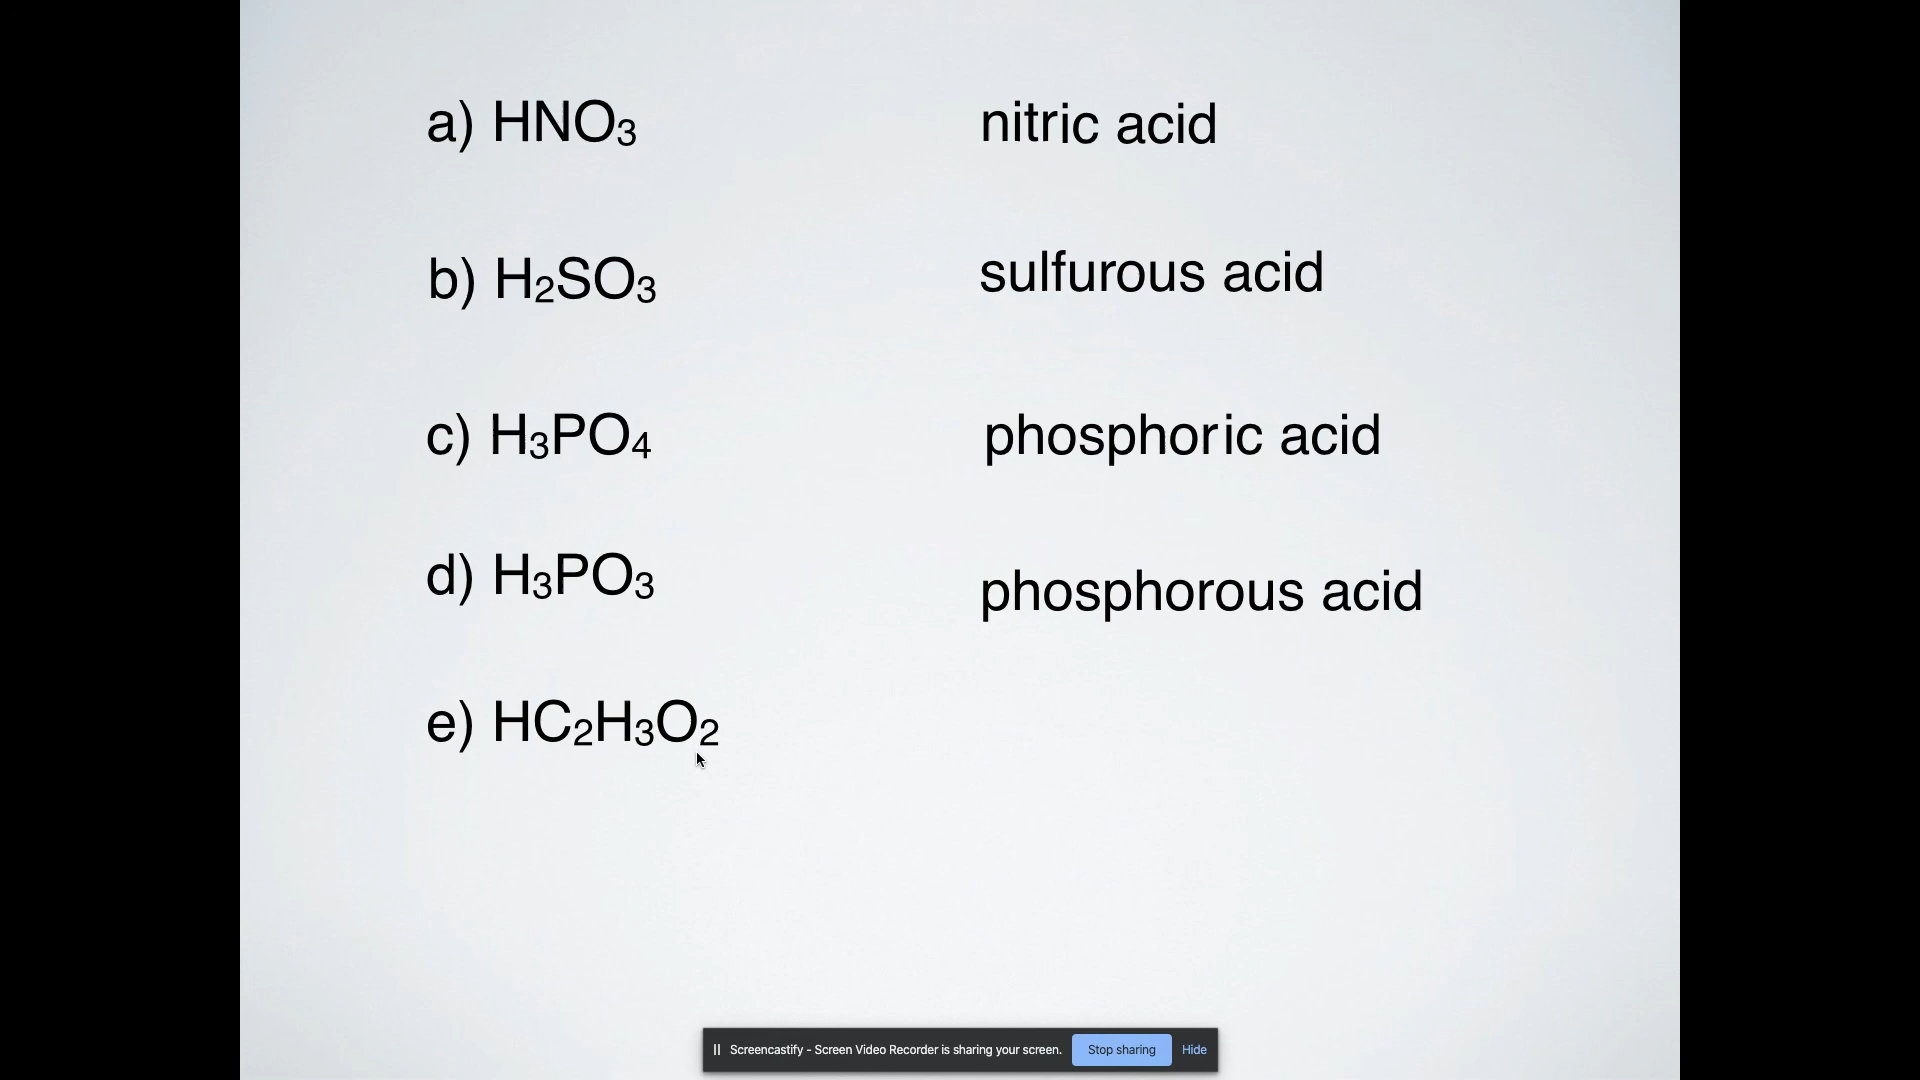 a) HNO₃ nitric acid
b) H₂SO₃ sulfurous acid
c) H₃PO₄ phosphoric acid
d) H₃PO₃ phosphorous acid
e) HC₂H₃O₂
Screencastify - Screen Video Recorder is sharing your screen. Stop sharing Hide